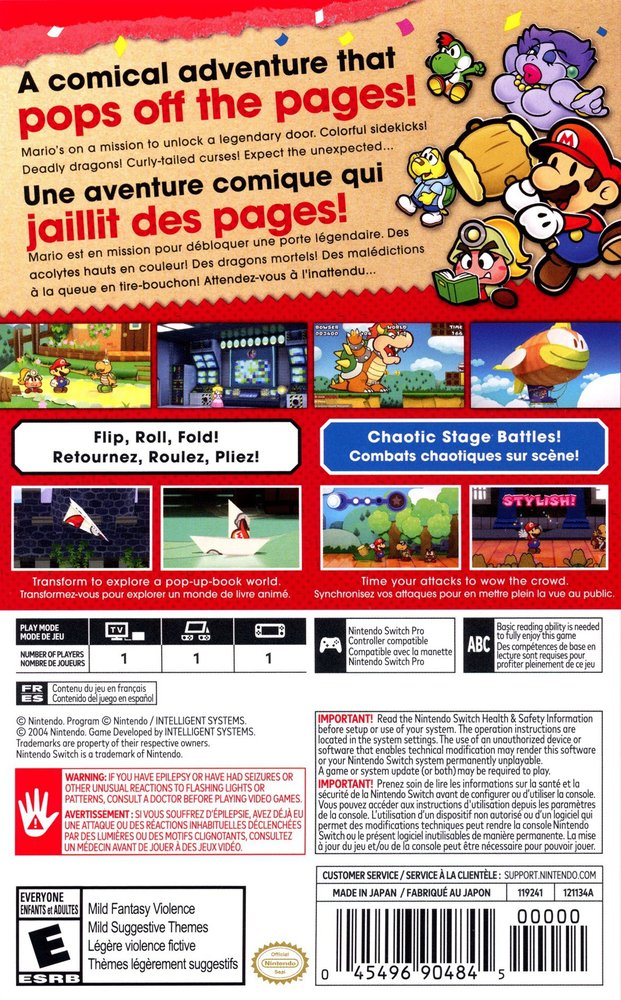 A comical adventure that
pops off the pages!
Mario's on a mission to unlock a legendary door. Colorful sidekicks!
Deadly dragons! Curly-tailed curses! Expect the unexpected...
Une aventure comique qui
jaillit des pages!
Mario est en mission pour débloquer une porte légendaire. Des
acolytes hauts en couleur! Des dragons mortels! Des malédictions
à la queue en tire-bouchon! Attendez-vous à l'inattendu...
BOWSER
WORLD
TIME
003400
366
Flip, Roll, Fold!
Retournez, Roulez, Pliez!
Chaotic Stage Battles!
Combats chaotiques sur scène!
STYLISH!
Transform to explore a pop-up-book world.
Transformez-vous pour explorer un monde de livre animé.
Time your attacks to wow the crowd.
Synchronisez vos attaques pour en mettre plein la vue au public.
PLAY MODE
MODE DE JEU
TV
NUMBER OF PLAYERS
NOMBRE DE JOUEURS
1
1
1
Nintendo Switch Pro
Controller compatible
Compatible avec la manette
Nintendo Switch Pro
ABC
Basic reading ability is needed
to fully enjoy this game
Des compétences de base en
lecture sont requises pour
profiter pleinement de ce jeu
FR
ES
Contenu du jeu en français
Contenido del juego en español
© Nintendo. Program © Nintendo / INTELLIGENT SYSTEMS.
© 2004 Nintendo. Game Developed by INTELLIGENT SYSTEMS.
Trademarks are property of their respective owners.
Nintendo Switch is a trademark of Nintendo.
WARNING: IF YOU HAVE EPILEPSY OR HAVE HAD SEIZURES OR
OTHER UNUSUAL REACTIONS TO FLASHING LIGHTS OR
PATTERNS, CONSULT A DOCTOR BEFORE PLAYING VIDEO GAMES.
AVERTISSEMENT : SI VOUS SOUFFREZ D'ÉPILEPSIE, AVEZ DÉJÀ EU
UNE ATTAQUE OU DES RÉACTIONS INHABITUELLES DÉCLENCHÉES
PAR DES LUMIÈRES OU DES MOTIFS CLIGNOTANTS, CONSULTEZ
UN MÉDECIN AVANT DE JOUER À DES JEUX VIDÉO.
IMPORTANT! Read the Nintendo Switch Health & Safety Information
before setup or use of your system. The operation instructions are
located in the system settings. The use of an unauthorized device or
software that enables technical modification may render this software
or your Nintendo Switch system permanently unplayable.
A game or system update (or both) may be required to play.
IMPORTANT! Prenez soin de lire les informations sur la santé et la
sécurité de la Nintendo Switch avant de configurer ou d'utiliser la console.
Vous pouvez accéder aux instructions d'utilisation depuis les paramètres
de la console. L'utilisation d'un dispositif non autorisé ou d'un logiciel qui
permet des modifications techniques peut rendre la console Nintendo
Switch ou le présent logiciel inutilisables de manière permanente. La mise
à jour du jeu et/ou de la console peut être nécessaire pour pouvoir jouer.
CUSTOMER SERVICE / SERVICE À LA CLIENTÈLE : SUPPORT.NINTENDO.COM
MADE IN JAPAN / FABRIQUÉ AU JAPON
119241
121134A
EVERYONE
ENFANTS et ADULTES
E
ESRB
Mild Fantasy Violence
Mild Suggestive Themes
Légère violence fictive
Thèmes légèrement suggestifs
Official
Nintendo
Seal
00000
0 45496 90484 5